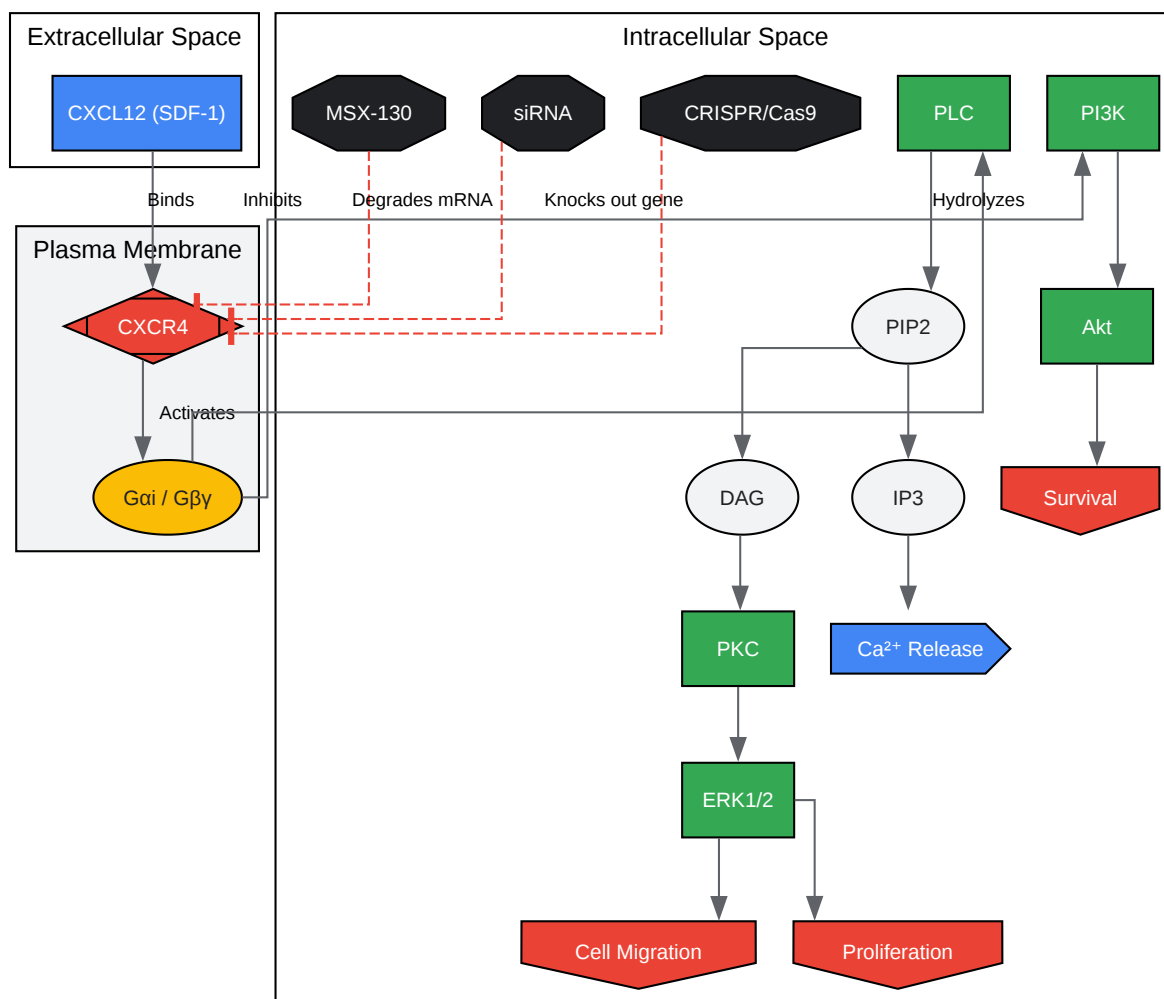 Extracellular Space
Intracellular Space
CXCL12 (SDF-1)
MSX-130
siRNA
CRISPR/Cas9
PLC
PI3K
Binds
Inhibits
Degrades mRNA
Knocks out gene
Hydrolyzes
Plasma Membrane
CXCR4
PIP2
Akt
Activates
Gαi / Gβγ
DAG
IP3
Survival
PKC
Ca²⁺ Release
ERK1/2
Cell Migration
Proliferation